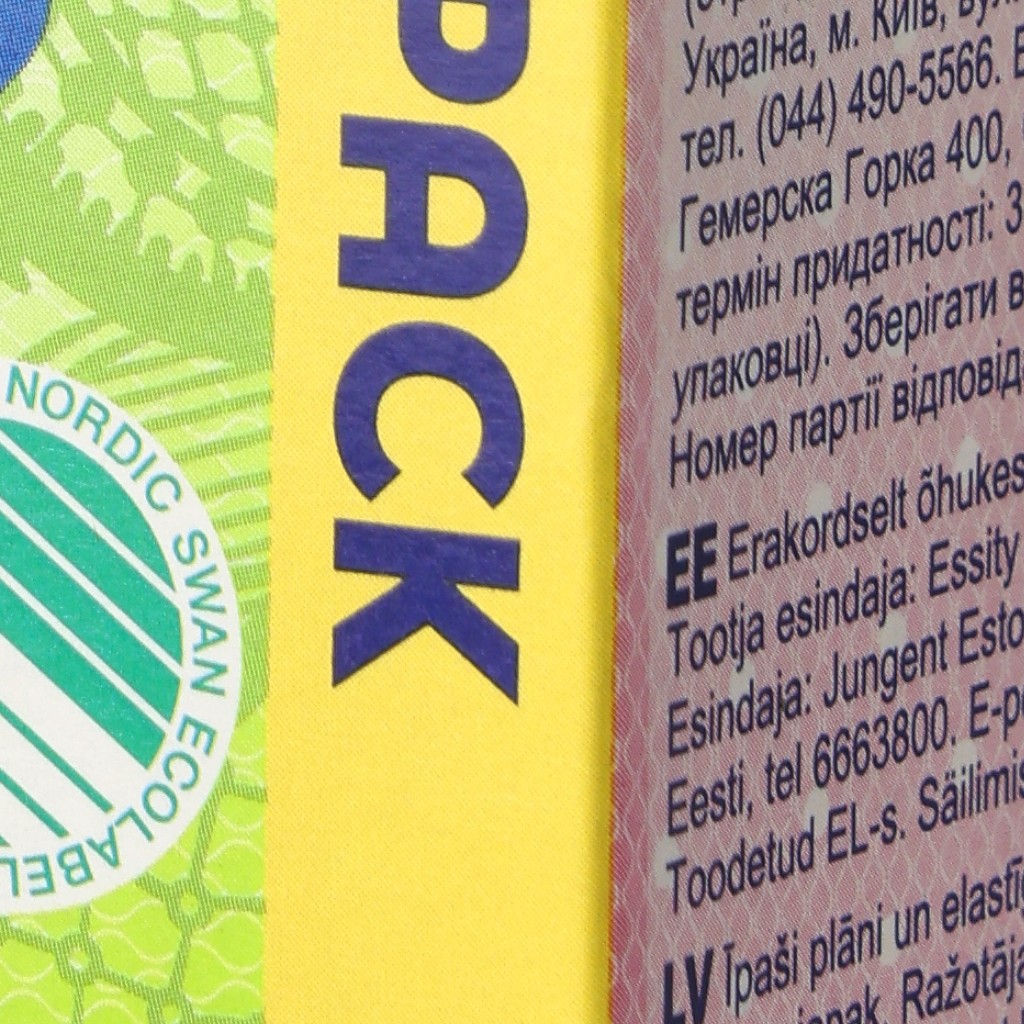 PACK
NORDIC SWAN ECOLABEL
Україна, м. Київ,
тел. (044) 490-5566.
Гемерска Горка 400,
термін придатності: 3
упаковці). Зберігати в
Номер партії відповід
EE Erakordselt õhukes
Tootja esindaja: Essity
Esindaja: Jungent Esto
Eesti, tel 6663800. E-p
Toodetud EL-s. Säilimis
LV Īpaši plāni un elastīg
Ražotāja